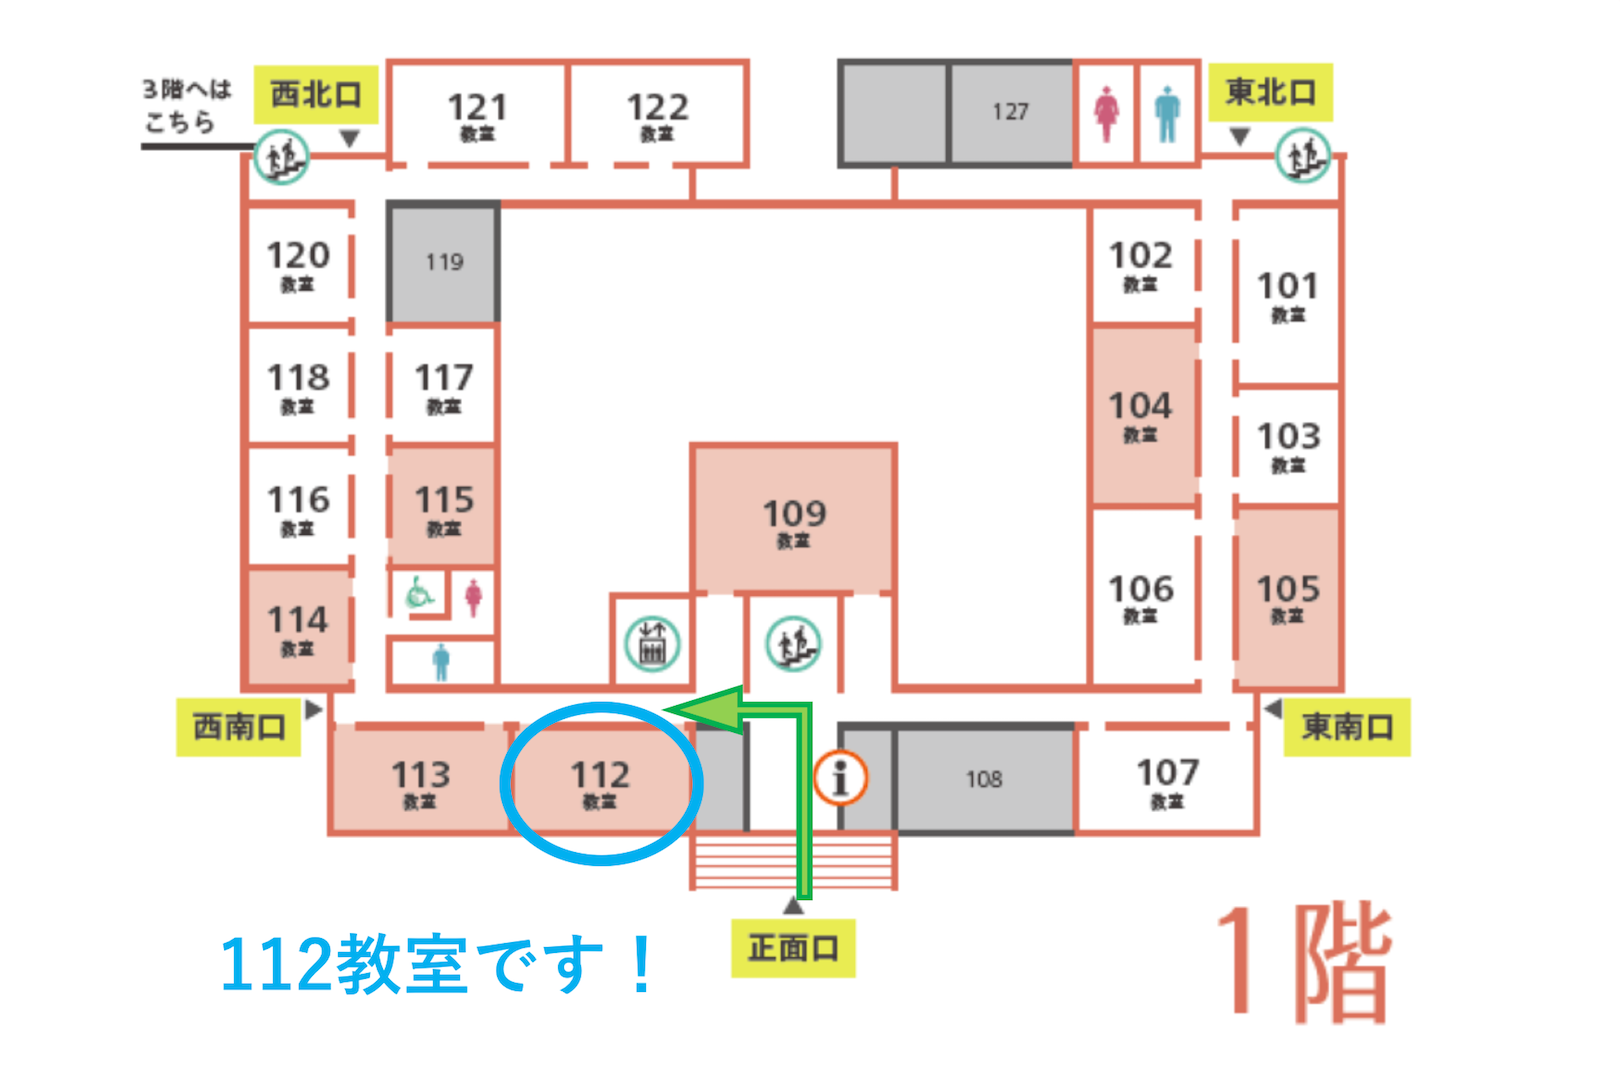 3階へは
こちら
西北口
121
教室
122
教室
127
東北口
120
教室
119
102
教室
101
教室
118
教室
117
教室
104
教室
103
教室
116
教室
115
教室
109
教室
106
教室
105
教室
114
教室
西南口
東南口
113
教室
112
教室
i
108
107
教室
正面口
112教室です！
1階